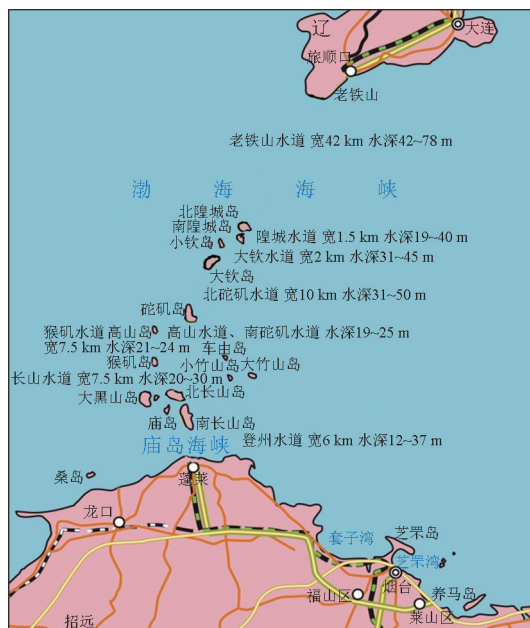 辽
大连
旅顺口
老铁山
老铁山水道 宽42 km 水深42~78 m
渤海海峡
北隍城岛
南隍城岛
小钦岛
隍城水道 宽1.5 km 水深19~40 m
大钦水道 宽2 km 水深31~45 m
大钦岛
北砣矶水道 宽10 km 水深31~50 m
砣矶岛
猴矶水道 高山岛 高山水道、南砣矶水道 水深19~25 m
宽7.5 km 水深21~24 m 车由岛
猴矶岛 小竹山岛 大竹山岛
长山水道 宽7.5 km 水深20~30 m
大黑山岛 北长山岛
庙岛 南长山岛
登州水道 宽6 km 水深12~37 m
庙岛海峡
桑岛 蓬莱
龙口
套子湾 芝罘岛
芝罘湾
烟台
福山区 养马岛
莱山区
招远